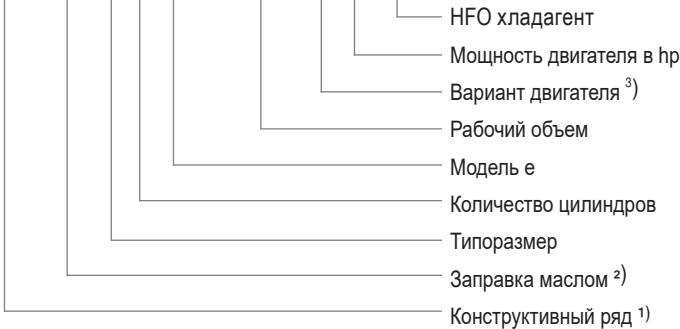 HFO хладагент
Мощность двигателя в hp
Вариант двигателя ³)
Рабочий объем
Модель e
Количество цилиндров
Типоразмер
Заправка маслом ²)
Конструктивный ряд ¹)